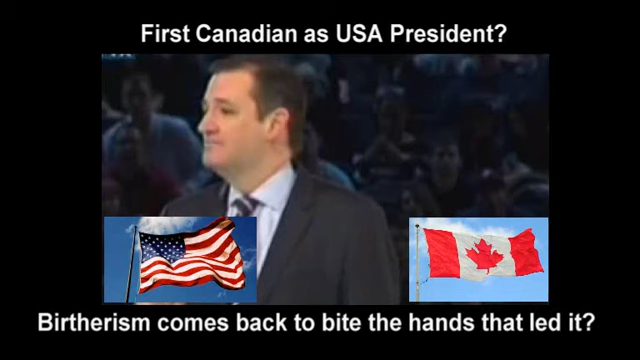 First Canadian as USA President?
Birtherism comes back to bite the hands that led it?